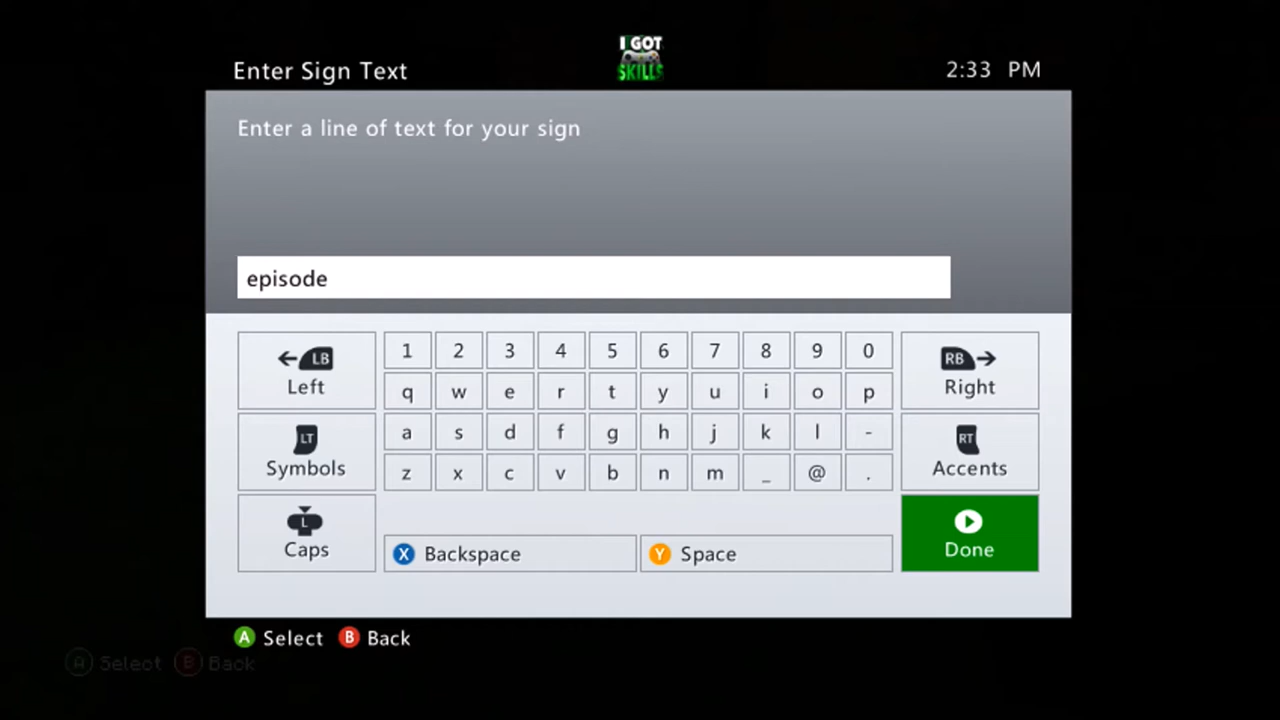 I GOT
SKILLS
Enter Sign Text
2:33 PM
Enter a line of text for your sign
episode
LB
Left
1 2 3 4 5 6 7 8 9 0
RB
Right
q w e r t y u i o p
LT
Symbols
a s d f g h j k l -
RT
Accents
z x c v b n m _ @ .
L
Caps
X Backspace
Y Space
Done
A Select B Back
A Select B Back